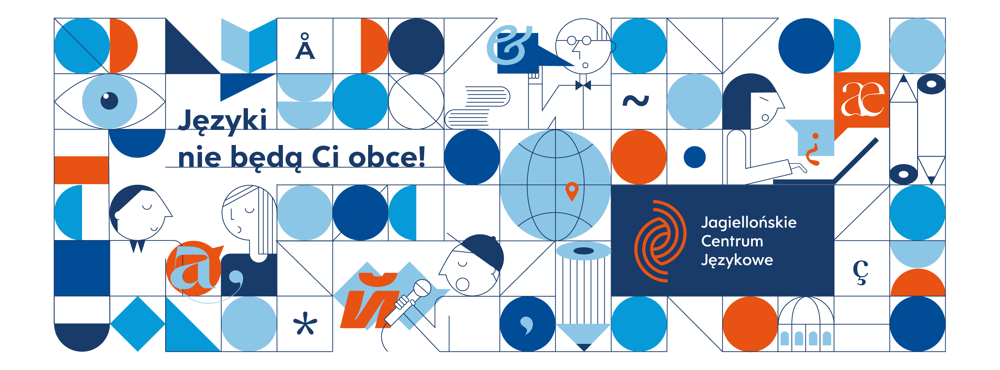 Å
&
~
æ
Języki
nie będą Ci obce!
¿
Jagiellońskie
Centrum
Językowe
a
,
й
ç
*
,